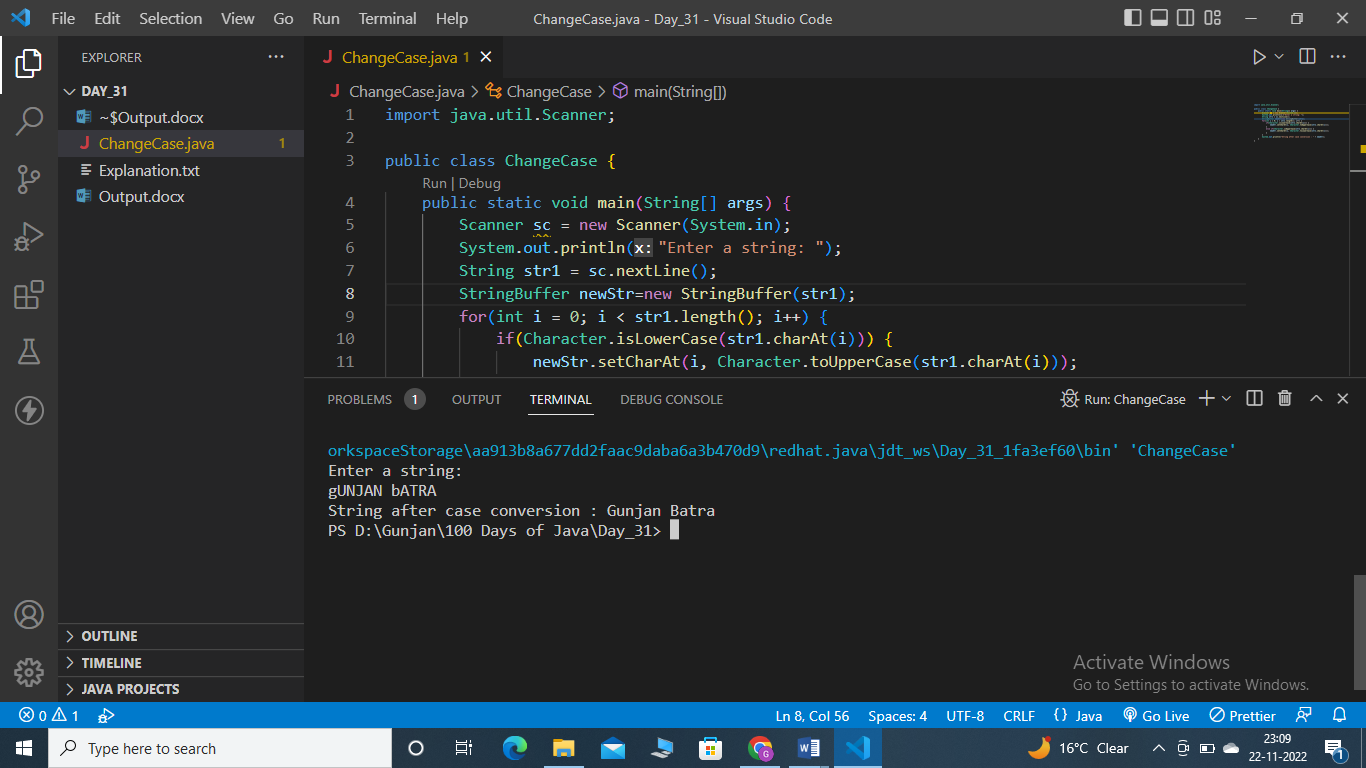 File Edit Selection View Go Run Terminal Help
ChangeCase.java - Day_31 - Visual Studio Code
EXPLORER
DAY_31
~$Output.docx
ChangeCase.java 1
Explanation.txt
Output.docx
OUTLINE
TIMELINE
JAVA PROJECTS
J ChangeCase.java 1
J ChangeCase.java > ChangeCase > main(String[])
1 import java.util.Scanner;
2
3 public class ChangeCase {
Run | Debug
4 public static void main(String[] args) {
5 Scanner sc = new Scanner(System.in);
6 System.out.println(x: "Enter a string: ");
7 String str1 = sc.nextLine();
8 StringBuffer newStr=new StringBuffer(str1);
9 for(int i = 0; i < str1.length(); i++) {
10 if(Character.isLowerCase(str1.charAt(i))) {
11 newStr.setCharAt(i, Character.toUpperCase(str1.charAt(i)));
PROBLEMS 1 OUTPUT TERMINAL DEBUG CONSOLE
Run: ChangeCase
orkspaceStorage\aa913b8a677dd2faac9daba6a3b470d9\redhat.java\jdt_ws\Day_31_1fa3ef60\bin' 'ChangeCase'
Enter a string:
gUNJAN bATRA
String after case conversion : Gunjan Batra
PS D:\Gunjan\100 Days of Java\Day_31>
Activate Windows
Go to Settings to activate Windows.
0 1
Ln 8, Col 56 Spaces: 4 UTF-8 CRLF {} Java Go Live Prettier
Type here to search
16°C Clear
23:09
22-11-2022
1